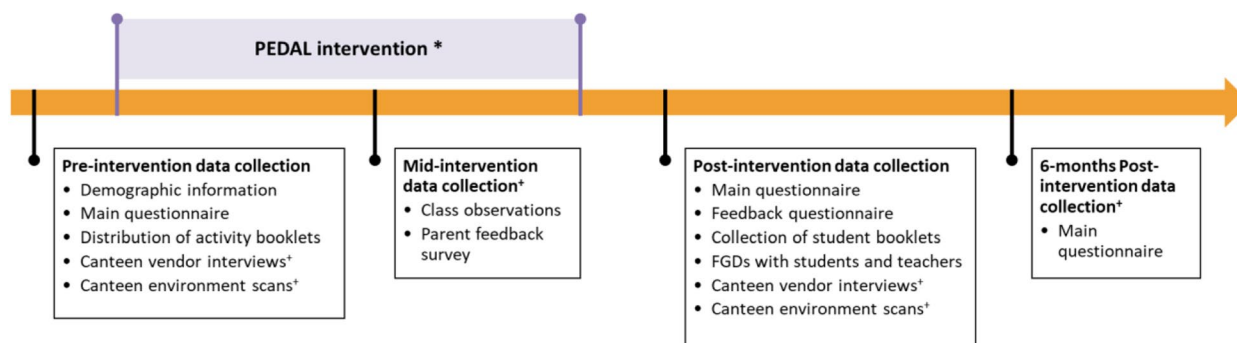 PEDAL intervention *
Pre-intervention data collection
• Demographic information
• Main questionnaire
• Distribution of activity booklets
• Canteen vendor interviews⁺
• Canteen environment scans⁺
Mid-intervention
data collection⁺
• Class observations
• Parent feedback
survey
Post-intervention data collection
• Main questionnaire
• Feedback questionnaire
• Collection of student booklets
• FGDs with students and teachers
• Canteen vendor interviews⁺
• Canteen environment scans⁺
6-months Post-
intervention data
collection⁺
• Main
questionnaire